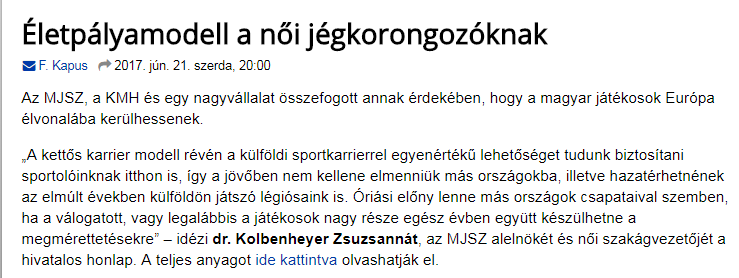 Életpályamodell a női jégkorongozóknak
F. Kapus 2017. jún. 21. szerda, 20:00
Az MJSZ, a KMH és egy nagyvállalat összefogott annak érdekében, hogy a magyar játékosok Európa
élvonalába kerülhessenek.
„A kettős karrier modell révén a külföldi sportkarrierrel egyenértékű lehetőséget tudunk biztosítani
sportolóinknak itthon is, így a jövőben nem kellene elmenniük más országokba, illetve hazatérhetnének
az elmúlt években külföldön játszó légiósaink is. Óriási előny lenne más országok csapataival szemben,
ha a válogatott, vagy legalábbis a játékosok nagy része egész évben együtt készülhetne a
megmérettetésekre” – idézi dr. Kolbenheyer Zsuzsannát, az MJSZ alelnökét és női szakágvezetőjét a
hivatalos honlap. A teljes anyagot ide kattintva olvashatják el.